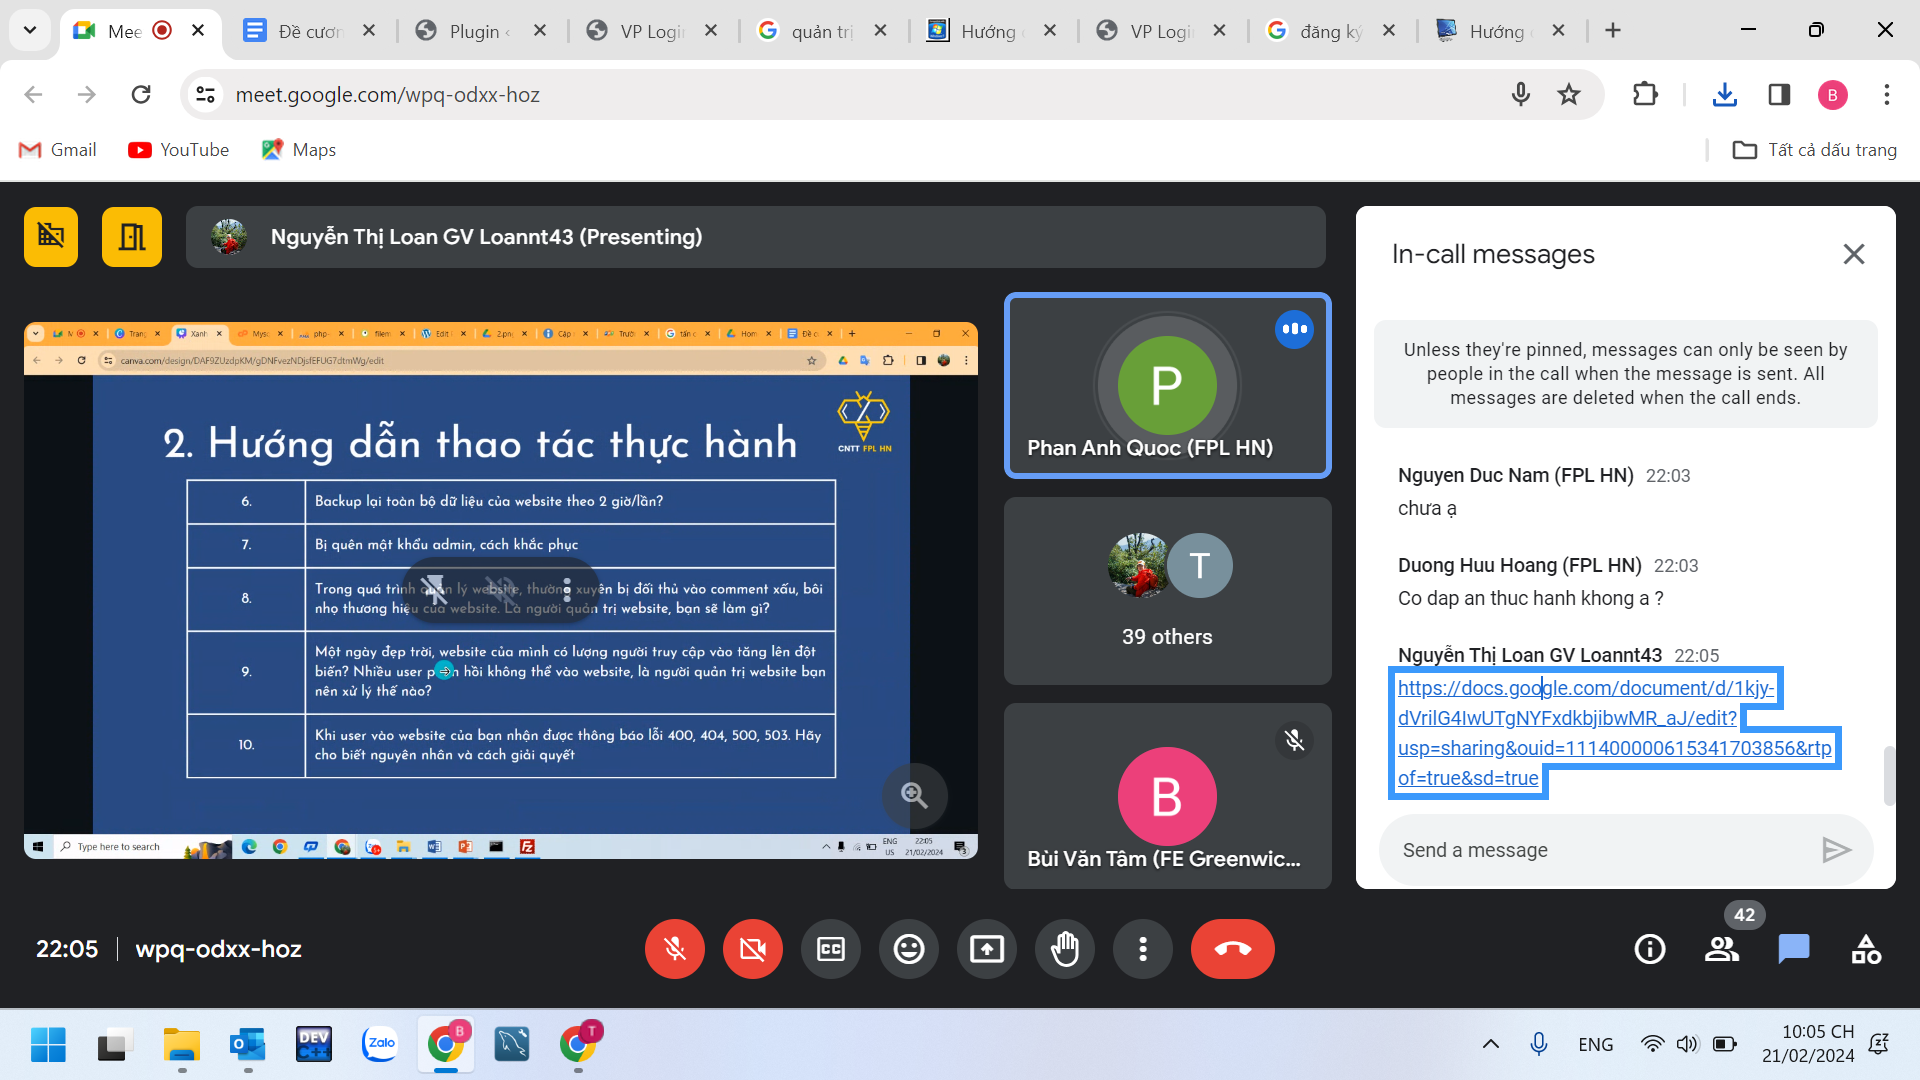 Mee
Đề cươn
Plugin ‹
VP Login
quản trị
Hướng d
VP Login
đăng ký
Hướng d
meet.google.com/wpq-odxx-hoz
B
Gmail
YouTube
Maps
Tất cả dấu trang
Nguyễn Thị Loan GV Loannt43 (Presenting)
canva.com/design/DAF9ZUzdpKM/gDNFvezNDjsfEFUG7dtmWg/edit
2. Hướng dẫn thao tác thực hành
CNTT FPL HN
6.
Backup lại toàn bộ dữ liệu của website theo 2 giờ/lần?
7.
Bị quên mật khẩu admin, cách khắc phục
8.
Trong quá trình quản lý website, thường xuyên bị đối thủ vào comment xấu, bôi
nhọ thương hiệu của website. Là người quản trị website, bạn sẽ làm gì?
9.
Một ngày đẹp trời, website của mình có lượng người truy cập vào tăng lên đột
biến? Nhiều user phản hồi không thể vào website, là người quản trị website bạn
nên xử lý thế nào?
10.
Khi user vào website của bạn nhận được thông báo lỗi 400, 404, 500, 503. Hãy
cho biết nguyên nhân và cách giải quyết
Type here to search
ENG
US
22:05
21/02/2024
P
Phan Anh Quoc (FPL HN)
T
39 others
B
Bùi Văn Tâm (FE Greenwic...
In-call messages
Unless they're pinned, messages can only be seen by
people in the call when the message is sent. All
messages are deleted when the call ends.
Nguyen Duc Nam (FPL HN) 22:03
chưa ạ
Duong Huu Hoang (FPL HN) 22:03
Co dap an thuc hanh khong a ?
Nguyễn Thị Loan GV Loannt43 22:05
https://docs.google.com/document/d/1kjy-
dVrilG4IwUTgNYFxdkbjibwMR_aJ/edit?
usp=sharing&ouid=111400000615341703856&rtp
of=true&sd=true
Send a message
22:05 | wpq-odxx-hoz
CC
42
DEV
C++
Zalo
B
T
ENG
10:05 CH
21/02/2024